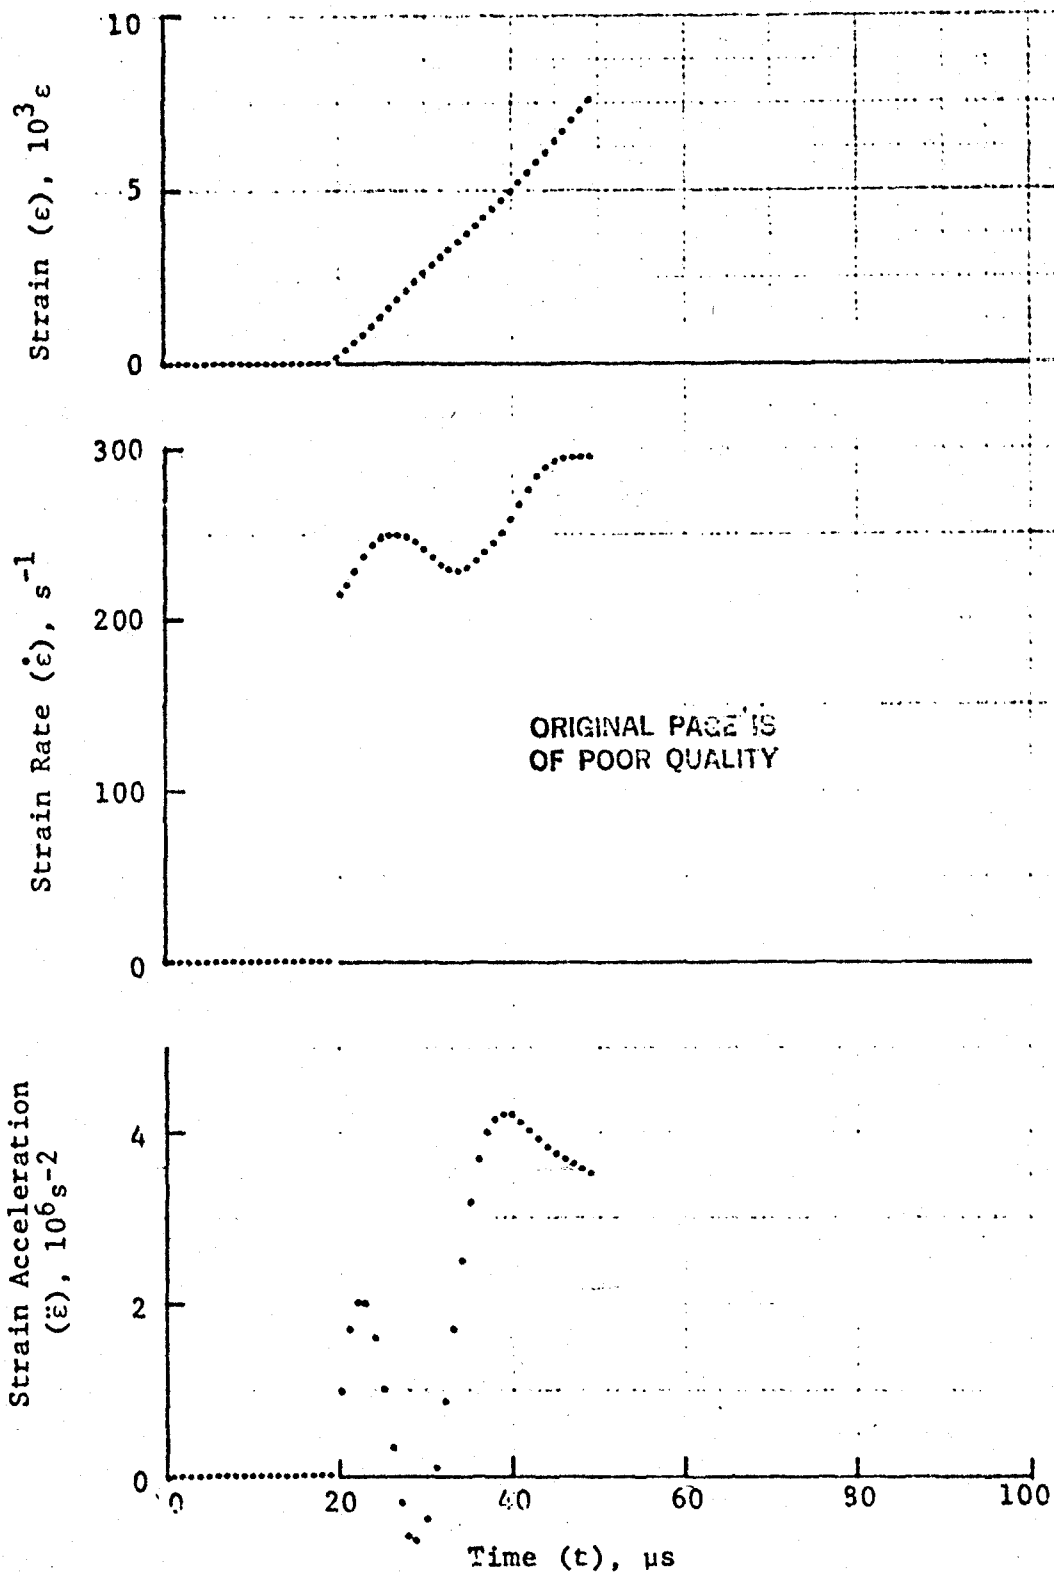 10
5
0
Strain (ε), 10³ε
300
200
100
0
Strain Rate (ε̇), s⁻¹
ORIGINAL PAGE IS
OF POOR QUALITY
4
2
0
Strain Acceleration
(ε̈), 10⁶s-2
0 20 40 60 80 100
Time (t), μs